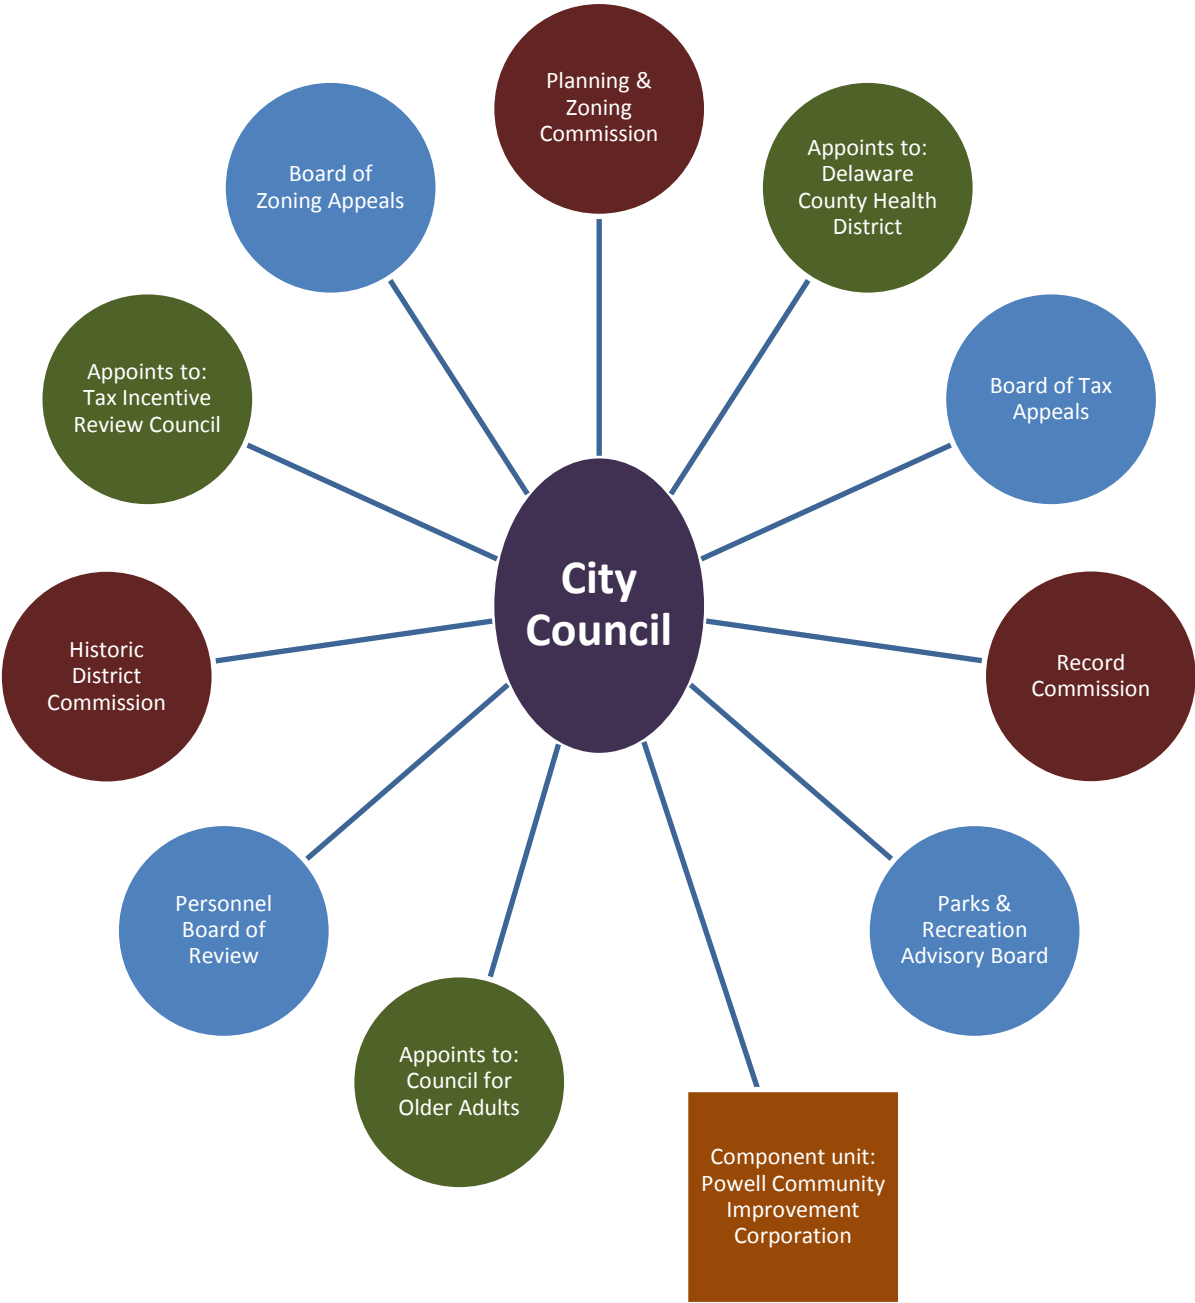 Planning &
Zoning
Commission
Appoints to:
Delaware
County Health
District
Board of
Zoning Appeals
Board of Tax
Appeals
Appoints to:
Tax Incentive
Review Council
City
Council
Historic
District
Commission
Record
Commission
Personnel
Board of
Review
Parks &
Recreation
Advisory Board
Appoints to:
Council for
Older Adults
Component unit:
Powell Community
Improvement
Corporation